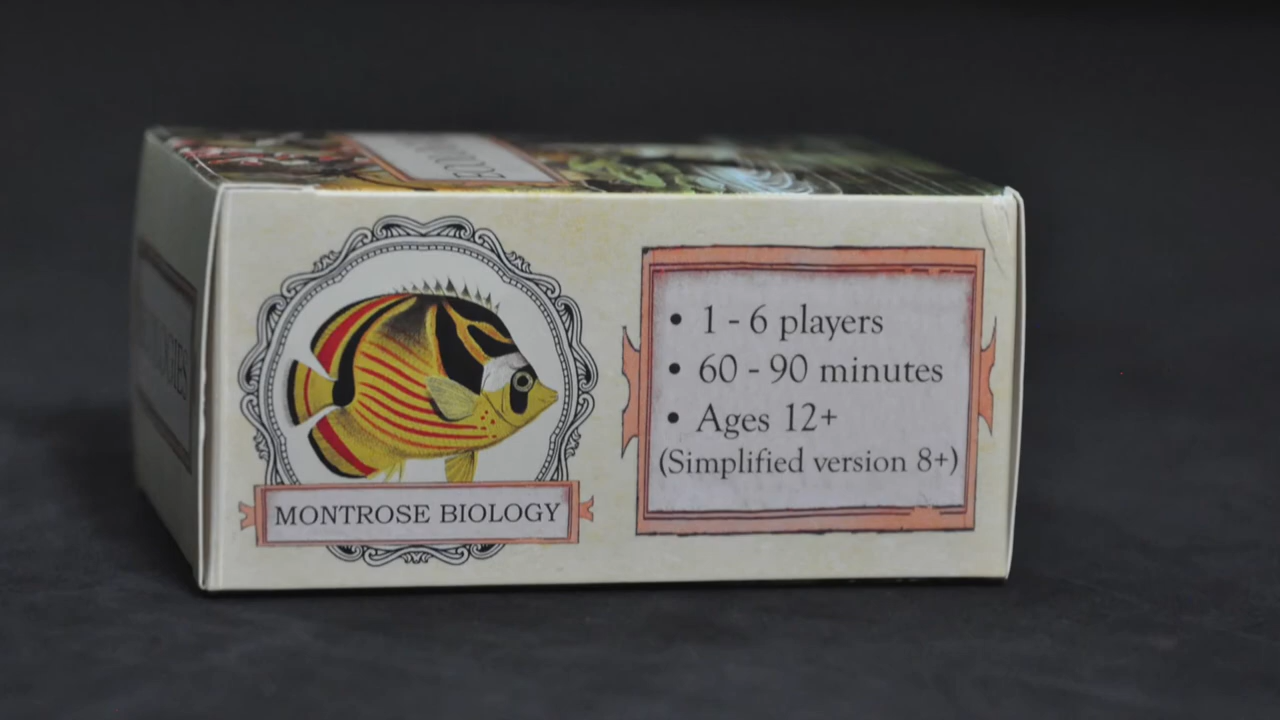 MONTROSE BIOLOGY
• 1 - 6 players
• 60 - 90 minutes
• Ages 12+
(Simplified version 8+)